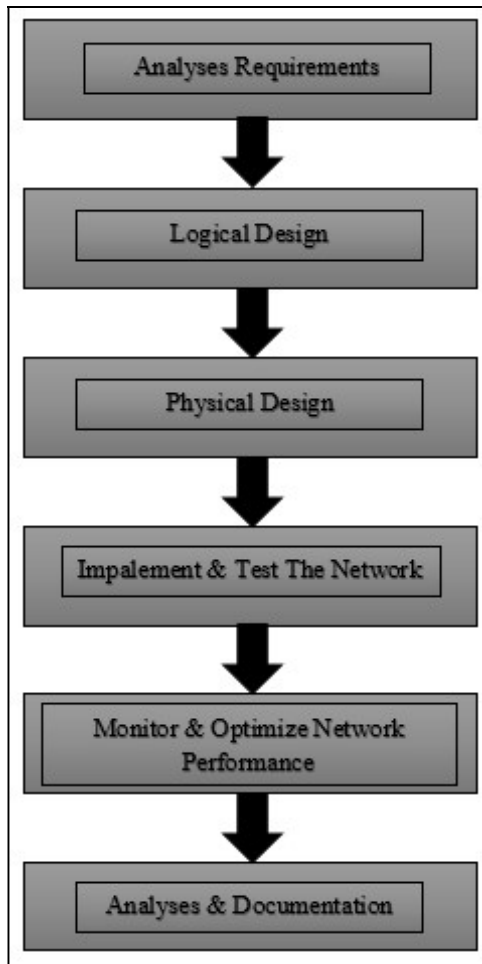 Analyses Requirements
Logical Design
Physical Design
Impalement & Test The Network
Monitor & Optimize Network
Performance
Analyses & Documentation